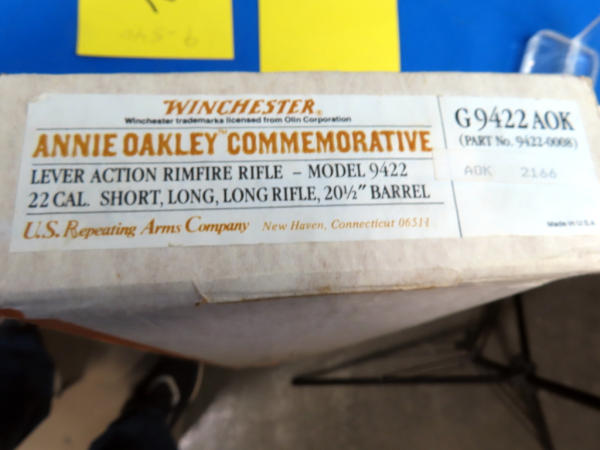 WINCHESTER®
Winchester trademarks licensed from Olin Corporation
ANNIE OAKLEY™ COMMEMORATIVE
LEVER ACTION RIMFIRE RIFLE – MODEL 9422
22 CAL. SHORT, LONG, LONG RIFLE, 20½″ BARREL
U.S. Repeating Arms Company New Haven, Connecticut 06511
G9422AOK
(PART No. 9422-0008)
AOK 2166
Made in U.S.A.